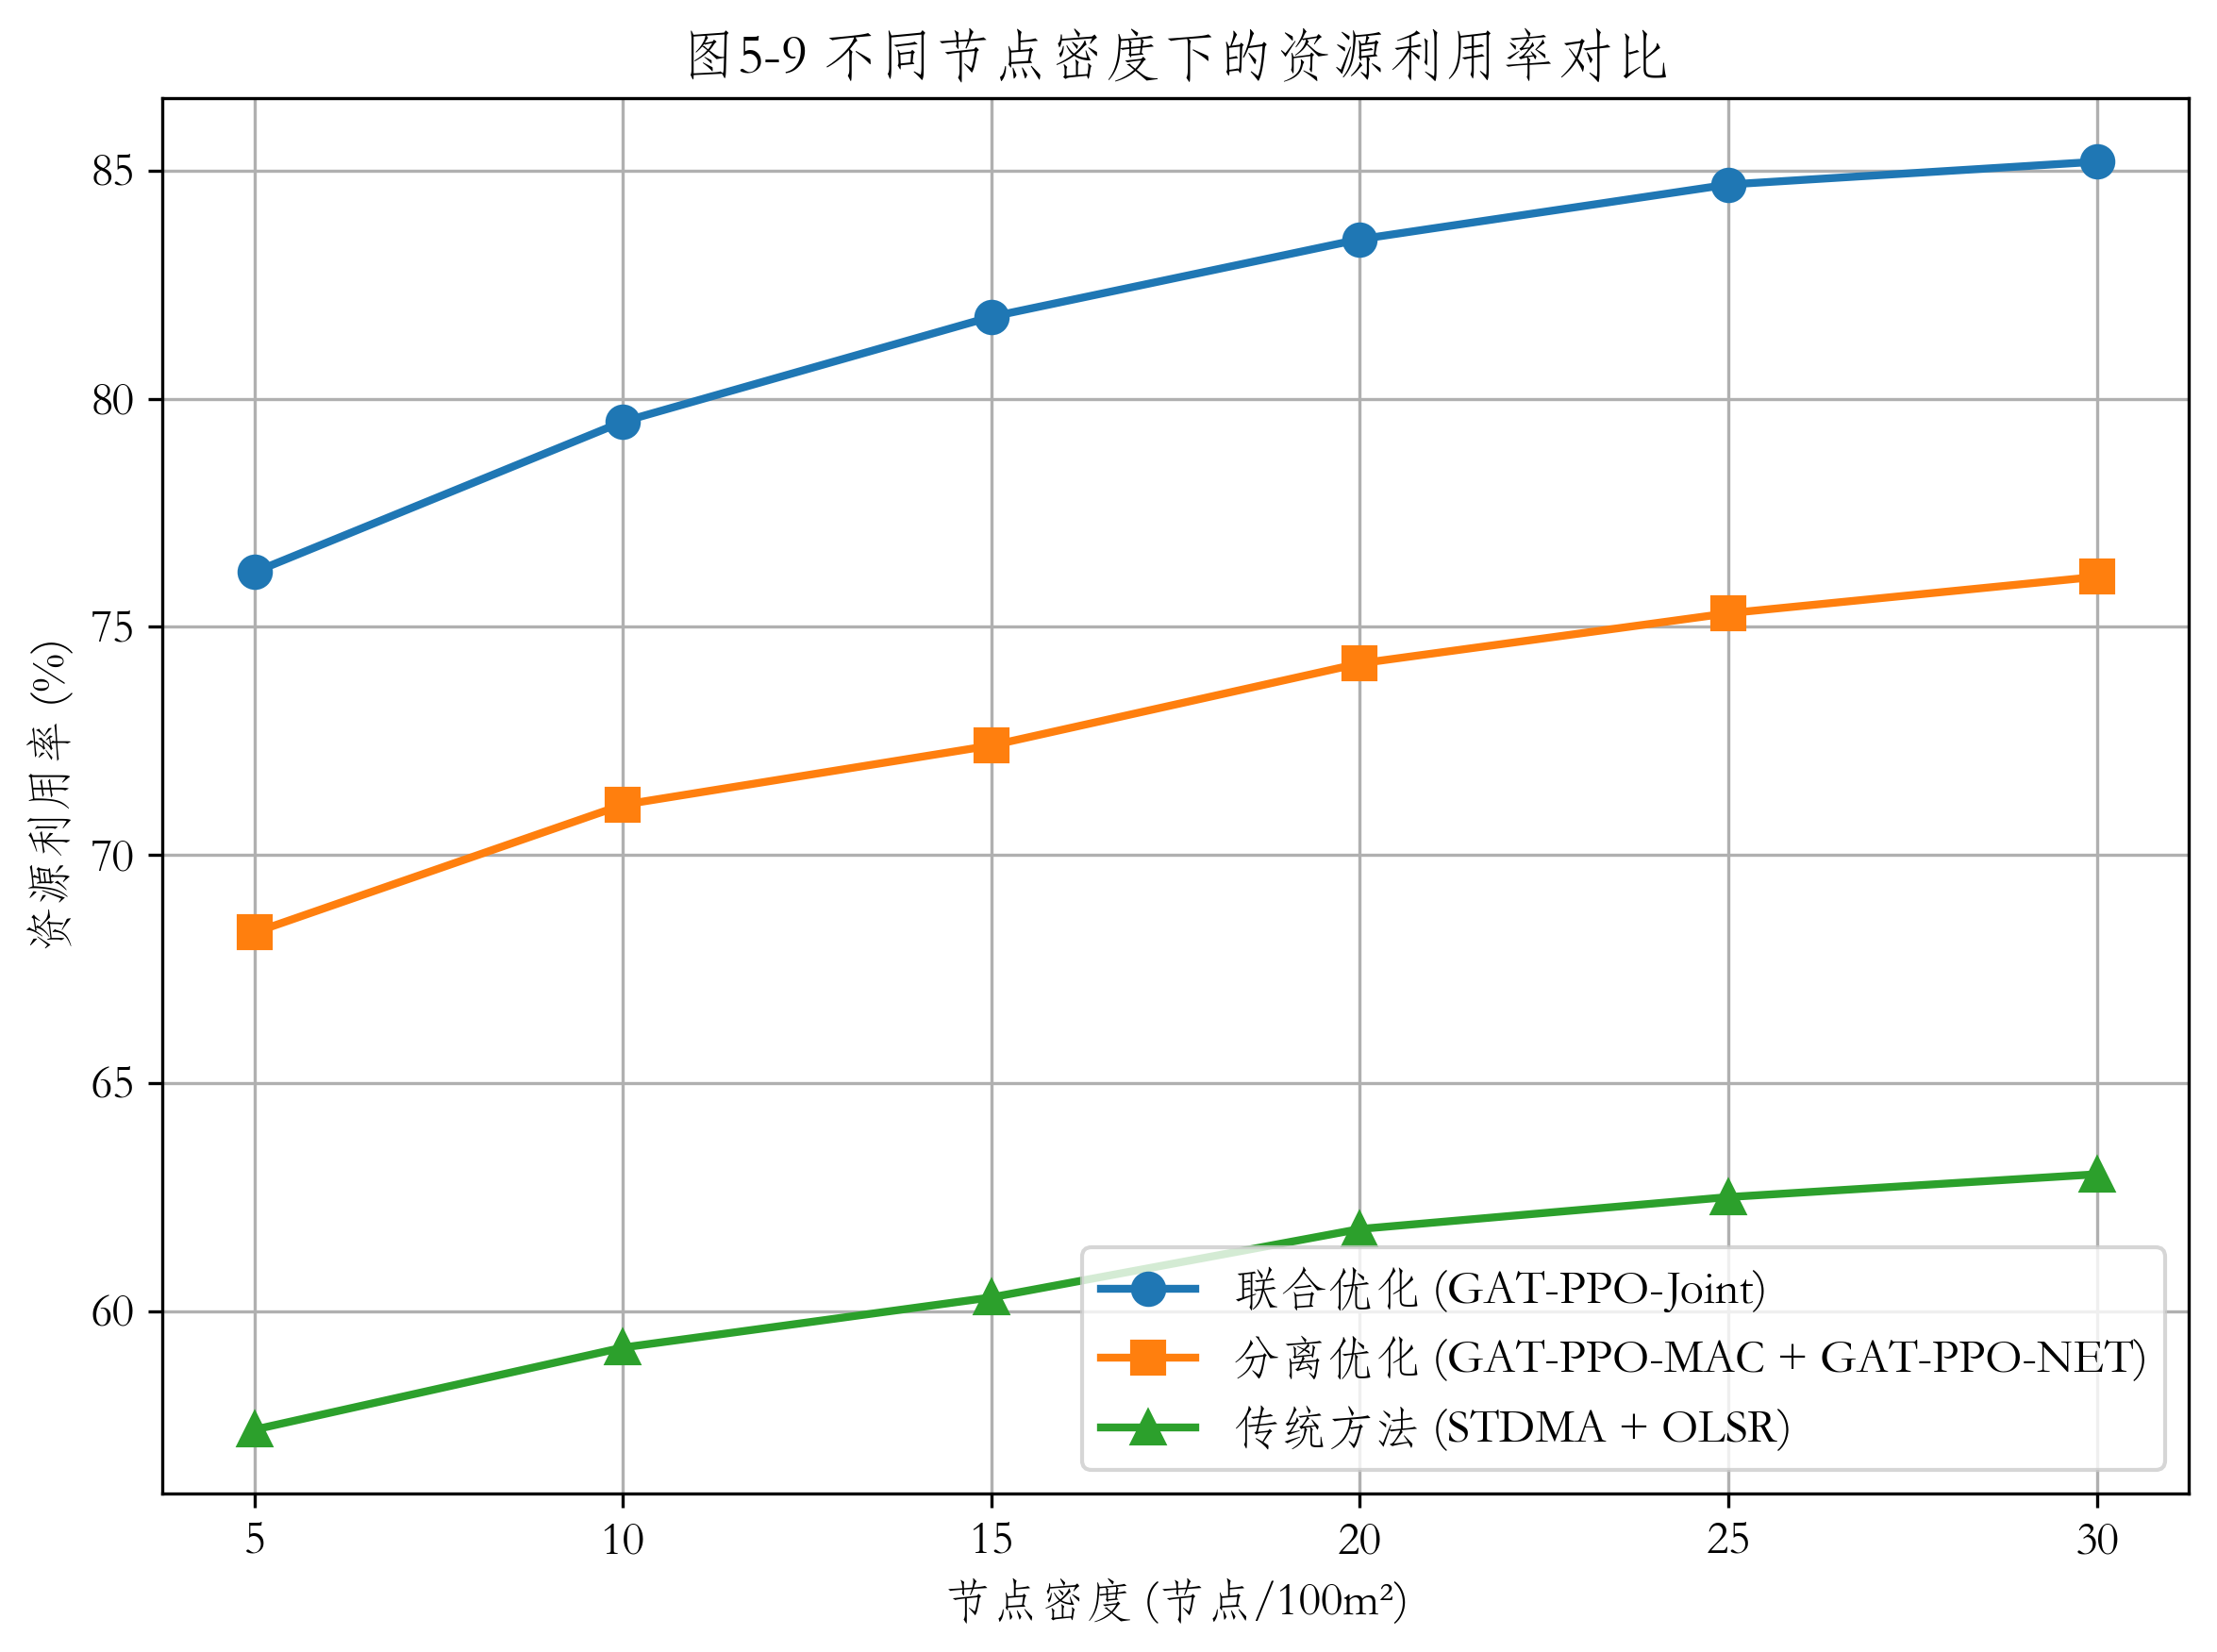 图5-9 不同节点密度下的资源利用率对比
85
80
75
70
65
60
资源利用率 (%)
联合优化 (GAT-PPO-Joint)
分离优化 (GAT-PPO-MAC + GAT-PPO-NET)
传统方法 (STDMA + OLSR)
5 10 15 20 25 30
节点密度 (节点/100m²)